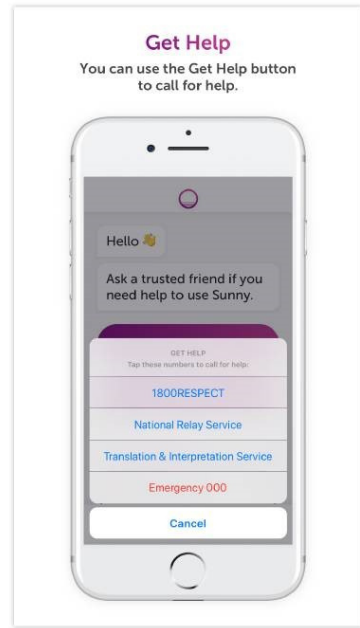 Get Help
You can use the Get Help button
to call for help.
Hello 👋
Ask a trusted friend if you
need help to use Sunny.
GET HELP
Tap these numbers to call for help:
1800RESPECT
National Relay Service
Translation & Interpretation Service
Emergency 000
Cancel